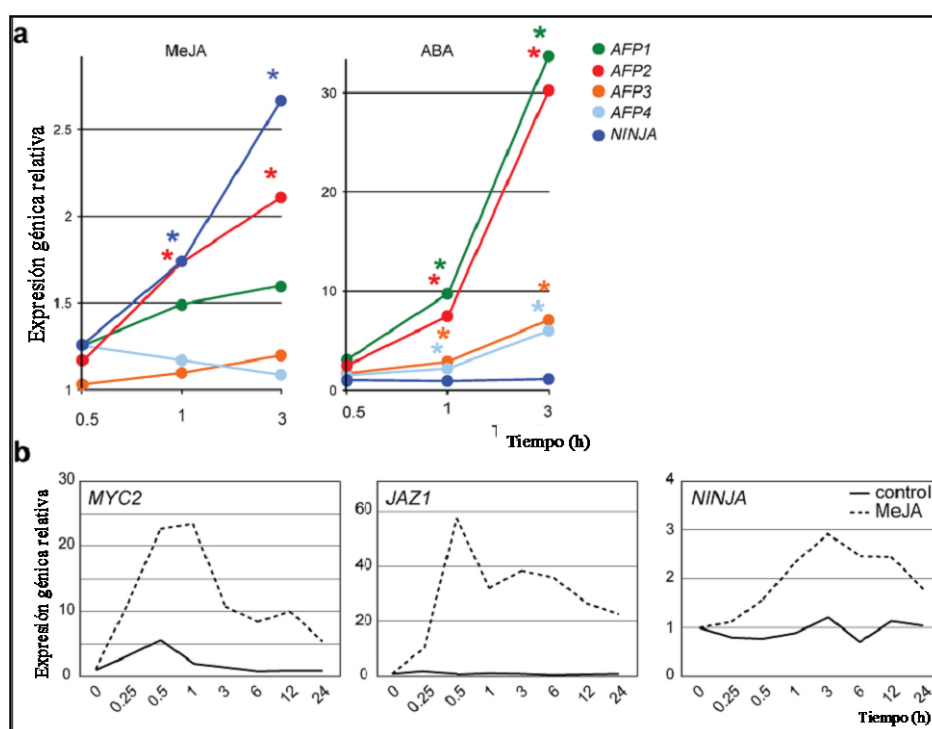 a
MeJA
ABA
AFP1
AFP2
AFP3
AFP4
NINJA
Expresión génica relativa
2.5
2
1.5
1
0.5
1
3
30
20
10
0
0.5
1
3
Tiempo (h)
b
Expresión génica relativa
MYC2
30
20
10
0
0
0.25
0.5
1
3
6
12
24
JAZ1
60
40
20
0
0
0.25
0.5
1
3
6
12
24
NINJA
control
MeJA
4
3
2
1
0
0
0.25
0.5
1
3
6
12
24
Tiempo (h)